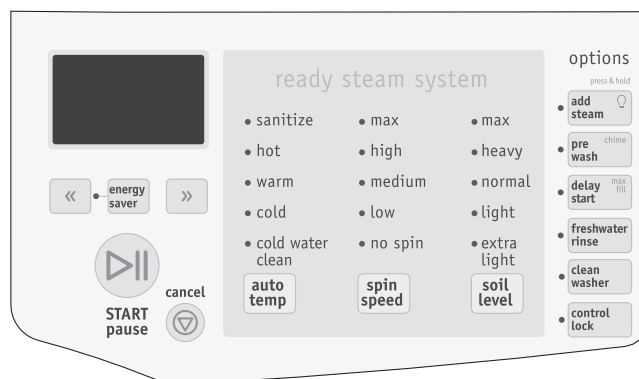 options
press & hold
ready steam system
• sanitize
• hot
• warm
• cold
• cold water
clean
auto
temp
• max
• high
• medium
• low
• no spin
spin
speed
• max
• heavy
• normal
• light
• extra
light
soil
level
« energy
saver »
START
pause
cancel
add
steam
pre
wash
chime
delay
start
max
fill
freshwater
rinse
clean
washer
control
lock